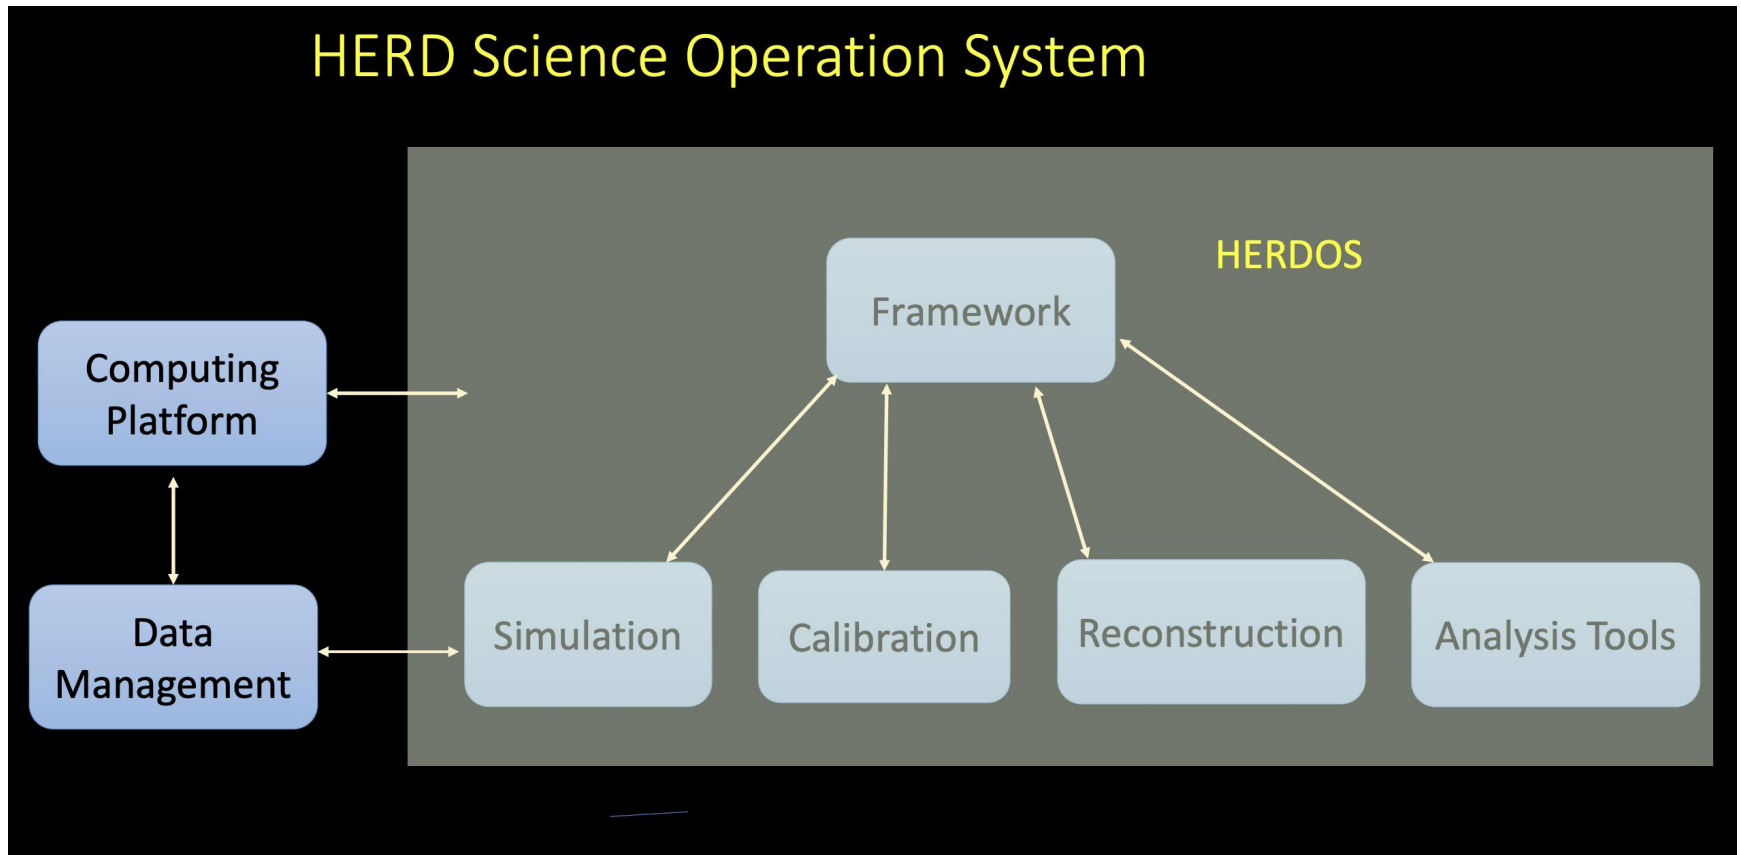 HERD Science Operation System
HERDOS
Framework
Computing
Platform
Data
Management
Simulation
Calibration
Reconstruction
Analysis Tools